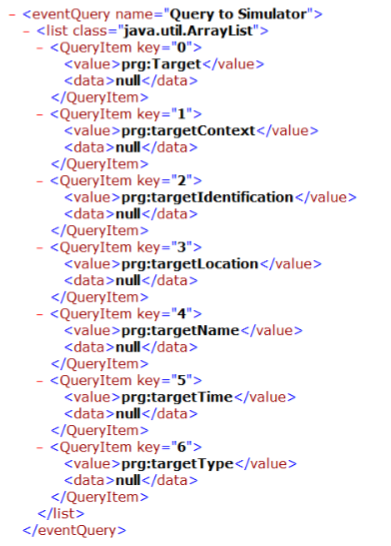 - <eventQuery name="Query to Simulator">
- <list class="java.util.ArrayList">
- <QueryItem key="0">
<value>prg:Target</value>
<data>null</data>
</QueryItem>
- <QueryItem key="1">
<value>prg:targetContext</value>
<data>null</data>
</QueryItem>
- <QueryItem key="2">
<value>prg:targetIdentification</value>
<data>null</data>
</QueryItem>
- <QueryItem key="3">
<value>prg:targetLocation</value>
<data>null</data>
</QueryItem>
- <QueryItem key="4">
<value>prg:targetName</value>
<data>null</data>
</QueryItem>
- <QueryItem key="5">
<value>prg:targetTime</value>
<data>null</data>
</QueryItem>
- <QueryItem key="6">
<value>prg:targetType</value>
<data>null</data>
</QueryItem>
</list>
</eventQuery>